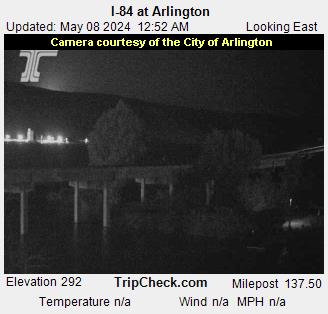 I-84 at Arlington
Updated: May 08 2024 12:52 AM Looking East
Camera courtesy of the City of Arlington
Elevation 292 TripCheck.com Milepost 137.50
Temperature n/a Wind n/a MPH n/a